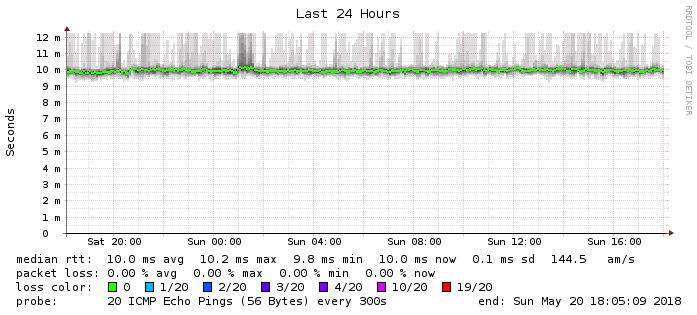 Last 24 Hours
RRDTOOL / TOBI OETIKER
Seconds
12 m
11 m
10 m
9 m
8 m
7 m
6 m
5 m
4 m
3 m
2 m
1 m
0
Sat 20:00 Sun 00:00 Sun 04:00 Sun 08:00 Sun 12:00 Sun 16:00
median rtt: 10.0 ms avg 10.2 ms max 9.8 ms min 10.0 ms now 0.1 ms sd 144.5 am/s
packet loss: 0.00 % avg 0.00 % max 0.00 % min 0.00 % now
loss color: 0 1/20 2/20 3/20 4/20 10/20 19/20
probe: 20 ICMP Echo Pings (56 Bytes) every 300s end: Sun May 20 18:05:09 2018